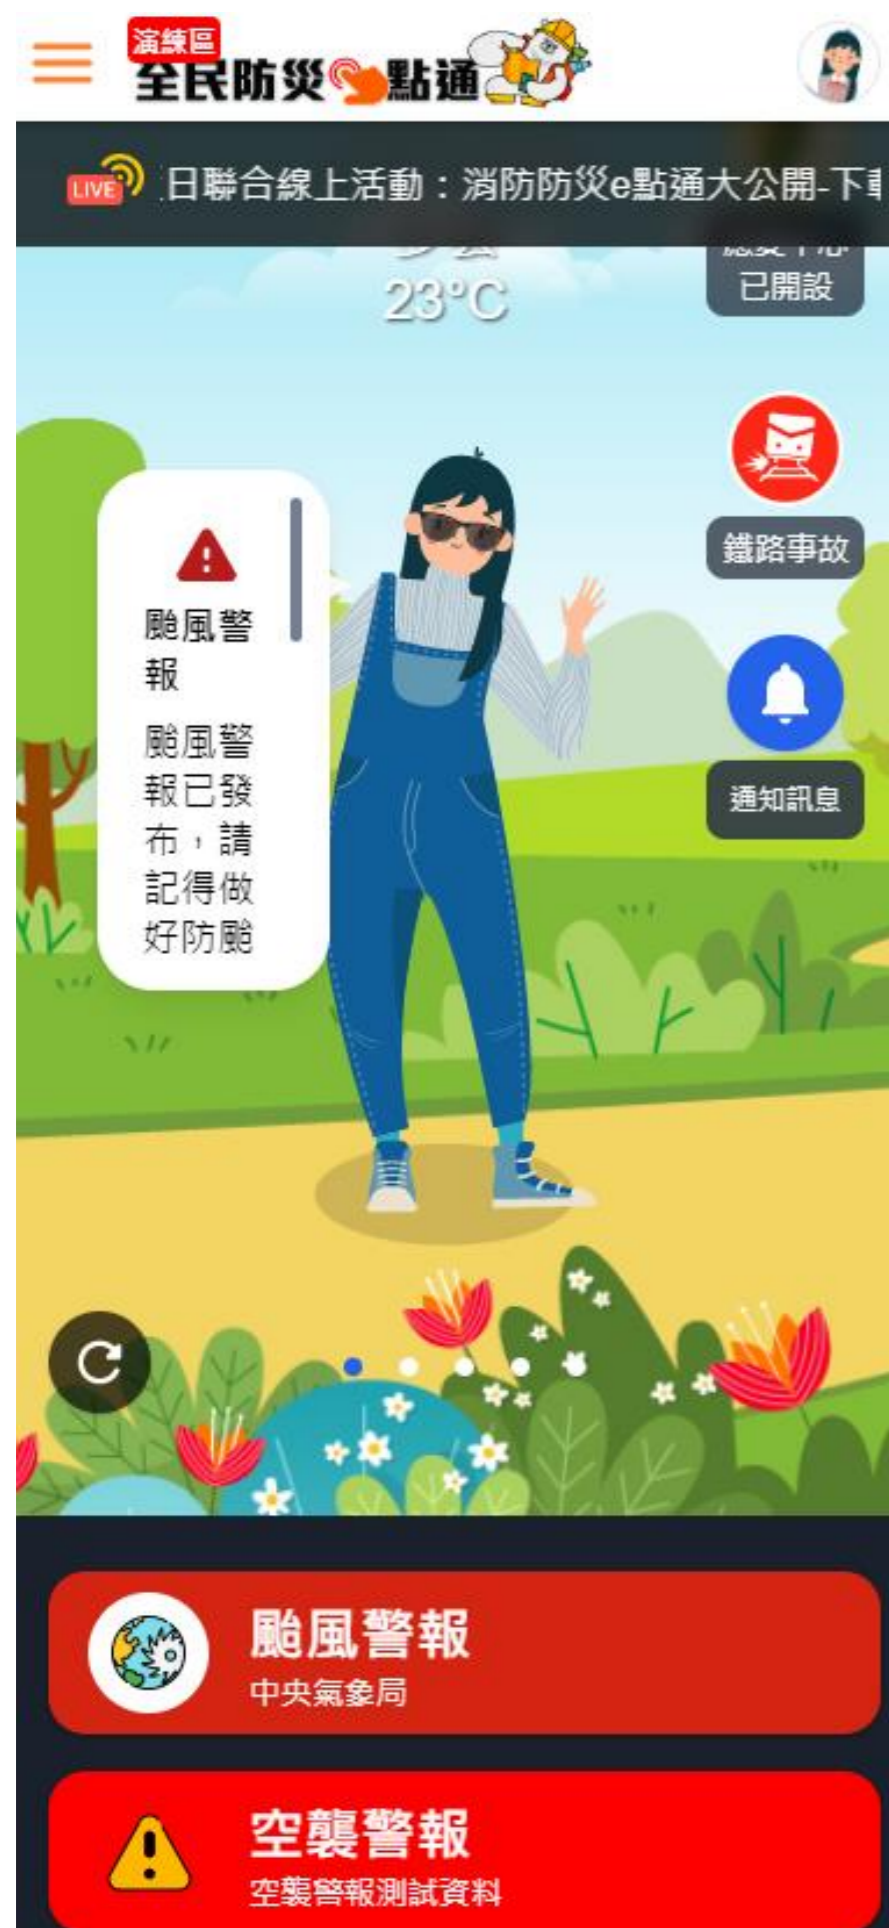 演練區
全民防災 點通
LIVE
日聯合線上活動：消防防災e點通大公開-下載
23°C
已開設
鐵路事故
通知訊息
颱風警
報
颱風警
報已發
布，請
記得做
好防颱
颱風警報
中央氣象局
空襲警報
空襲警報測試資料